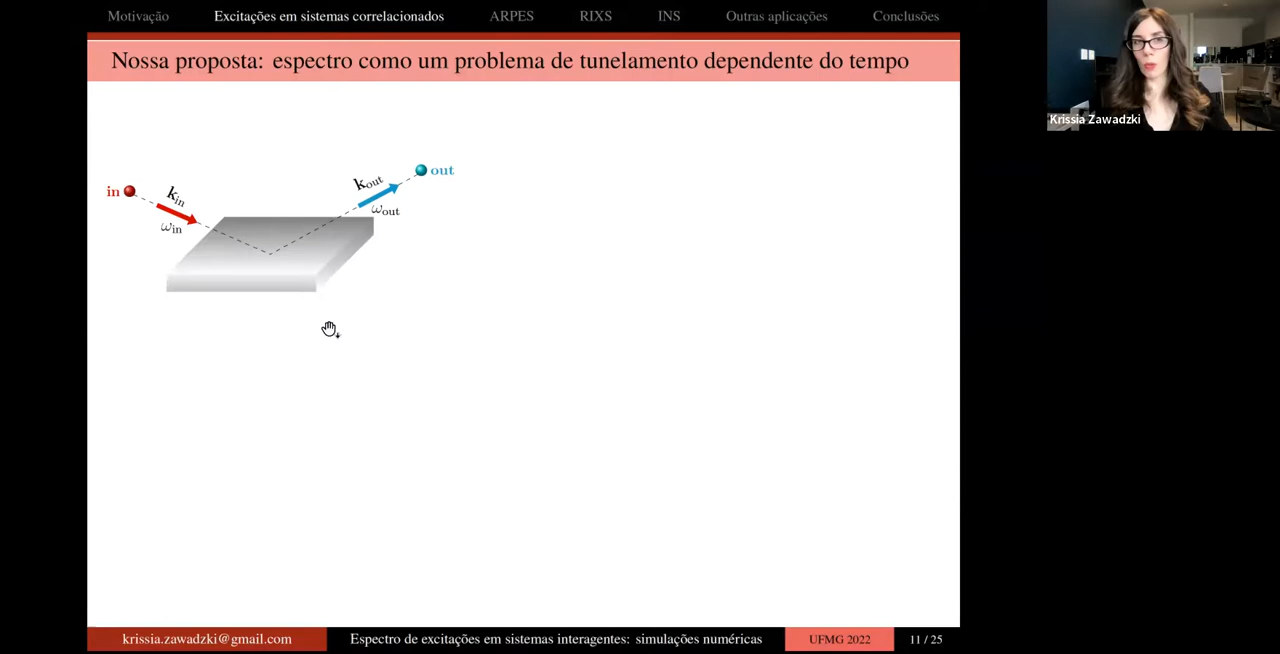 Motivação Excitações em sistemas correlacionados ARPES RIXS INS Outras aplicações Conclusões
Nossa proposta: espectro como um problema de tunelamento dependente do tempo
Krissia Zawadzki
in k_in ω_in
k_out ω_out out
krissia.zawadzki@gmail.com Espectro de excitações em sistemas interagentes: simulações numéricas UFMG 2022 11 / 25